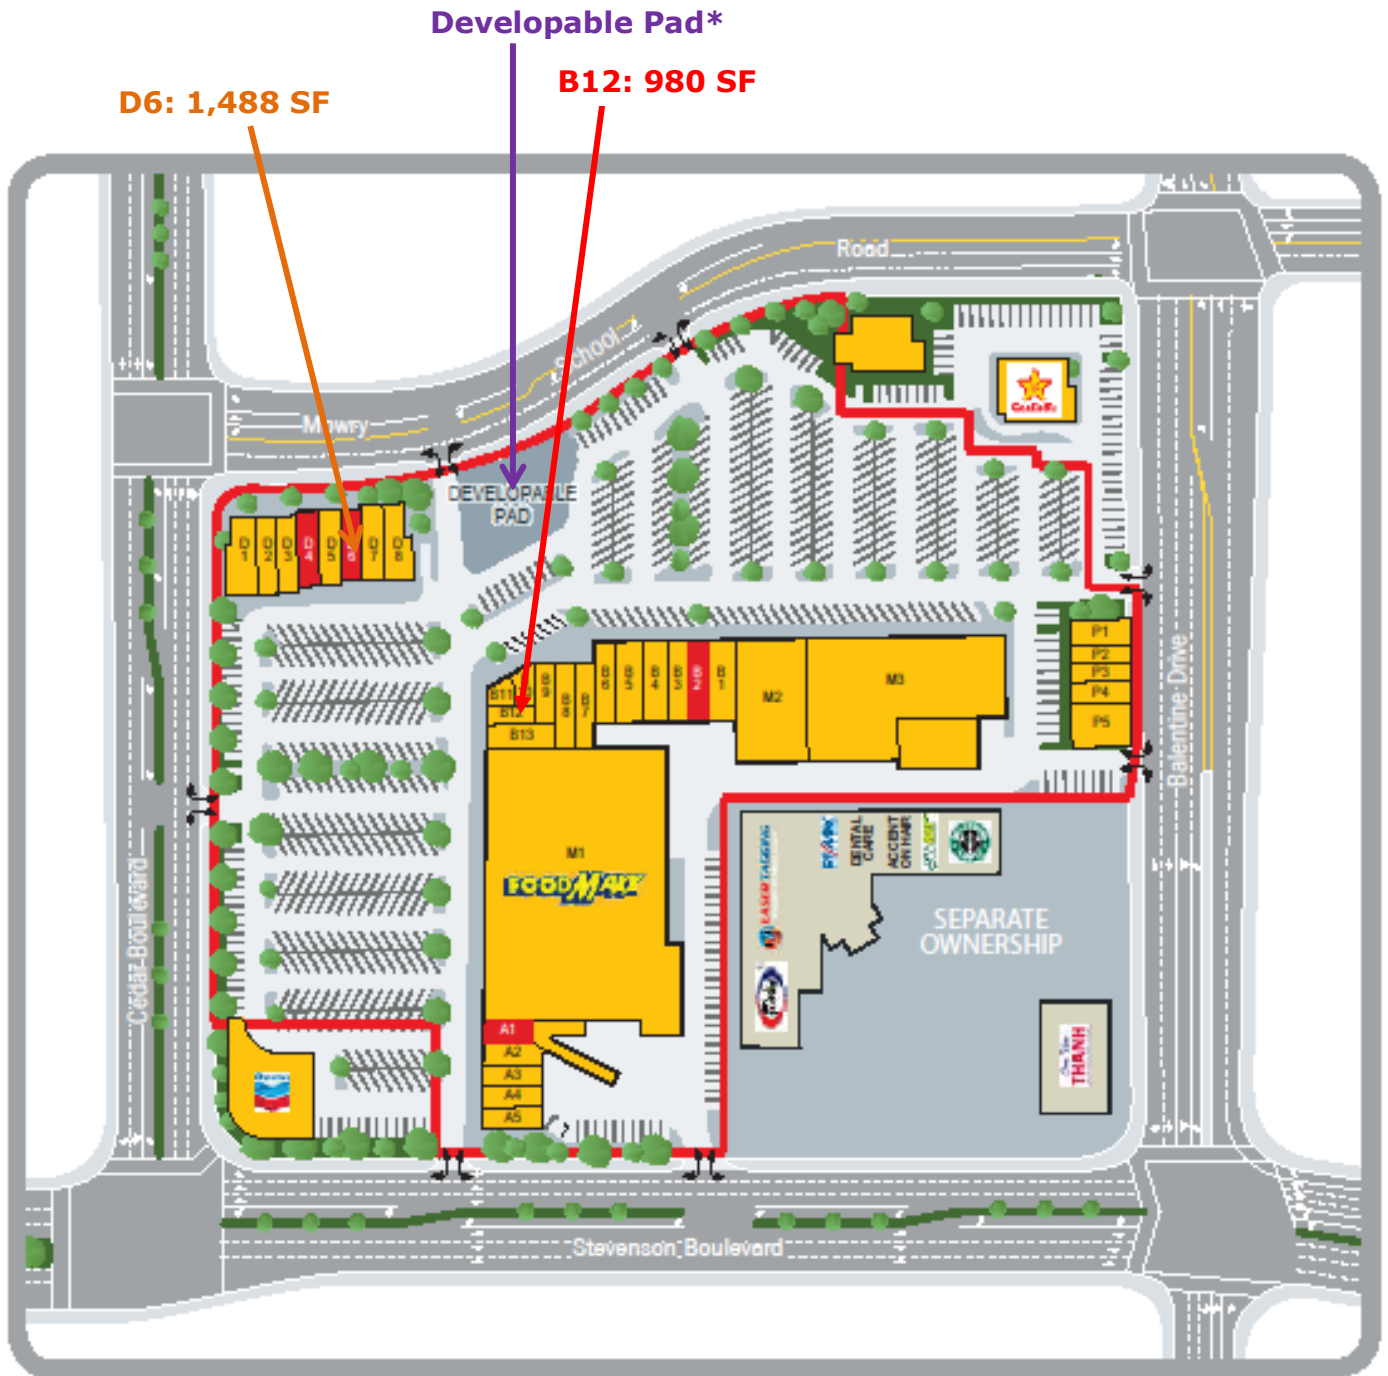 Developable Pad*
B12: 980 SF
D6: 1,488 SF
Road
School
Mowry
DEVELOPABLE
PAD
D1
D2
D3
D4
D5
D7
D8
P1
P2
P3
P4
P5
B11
B12
B13
B9
B8
B7
B5
B4
B3
B2
B1
M2
M3
Balentine Drive
M1
FOODMAXX
RE/MAX
DENTAL
CARE
ACCENT
ON HAIR
SEPARATE
OWNERSHIP
Cedar Boulevard
A1
A2
A3
A4
A5
THANH
Stevenson Boulevard